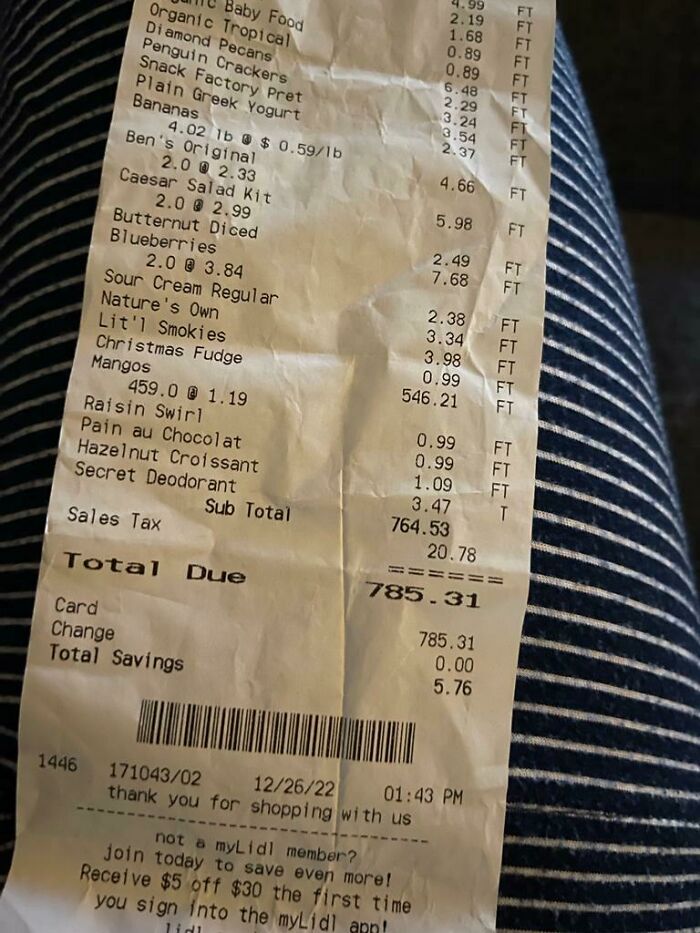 4.99 FT
2.19 FT
1.68 FT
Baby Food 0.89 FT
Organic Tropical 0.89 FT
Diamond Pecans 6.48 FT
Penguin Crackers 2.29 FT
Snack Factory Pret 3.24 FT
Plain Greek Yogurt 3.54 FT
Bananas 2.37 FT
4.02 lb @ $ 0.59/lb
Ben's Original 4.66 FT
2.0 @ 2.33
Caesar Salad Kit 5.98 FT
2.0 @ 2.99
Butternut Diced 2.49 FT
Blueberries 7.68 FT
2.0 @ 3.84
Sour Cream Regular 2.38 FT
Nature's Own 3.34 FT
Lit'l Smokies 3.98 FT
Christmas Fudge 0.99 FT
Mangos 546.21 FT
459.0 @ 1.19
Raisin Swirl 0.99 FT
Pain au Chocolat 0.99 FT
Hazelnut Croissant 1.09 FT
Secret Deodorant 3.47 T
Sub Total 764.53
Sales Tax 20.78
======
Total Due 785.31
Card 785.31
Change 0.00
Total Savings 5.76
1446 171043/02 12/26/22 01:43 PM
thank you for shopping with us
not a myLidl member?
join today to save even more!
Receive $5 off $30 the first time
you sign into the myLidl app!